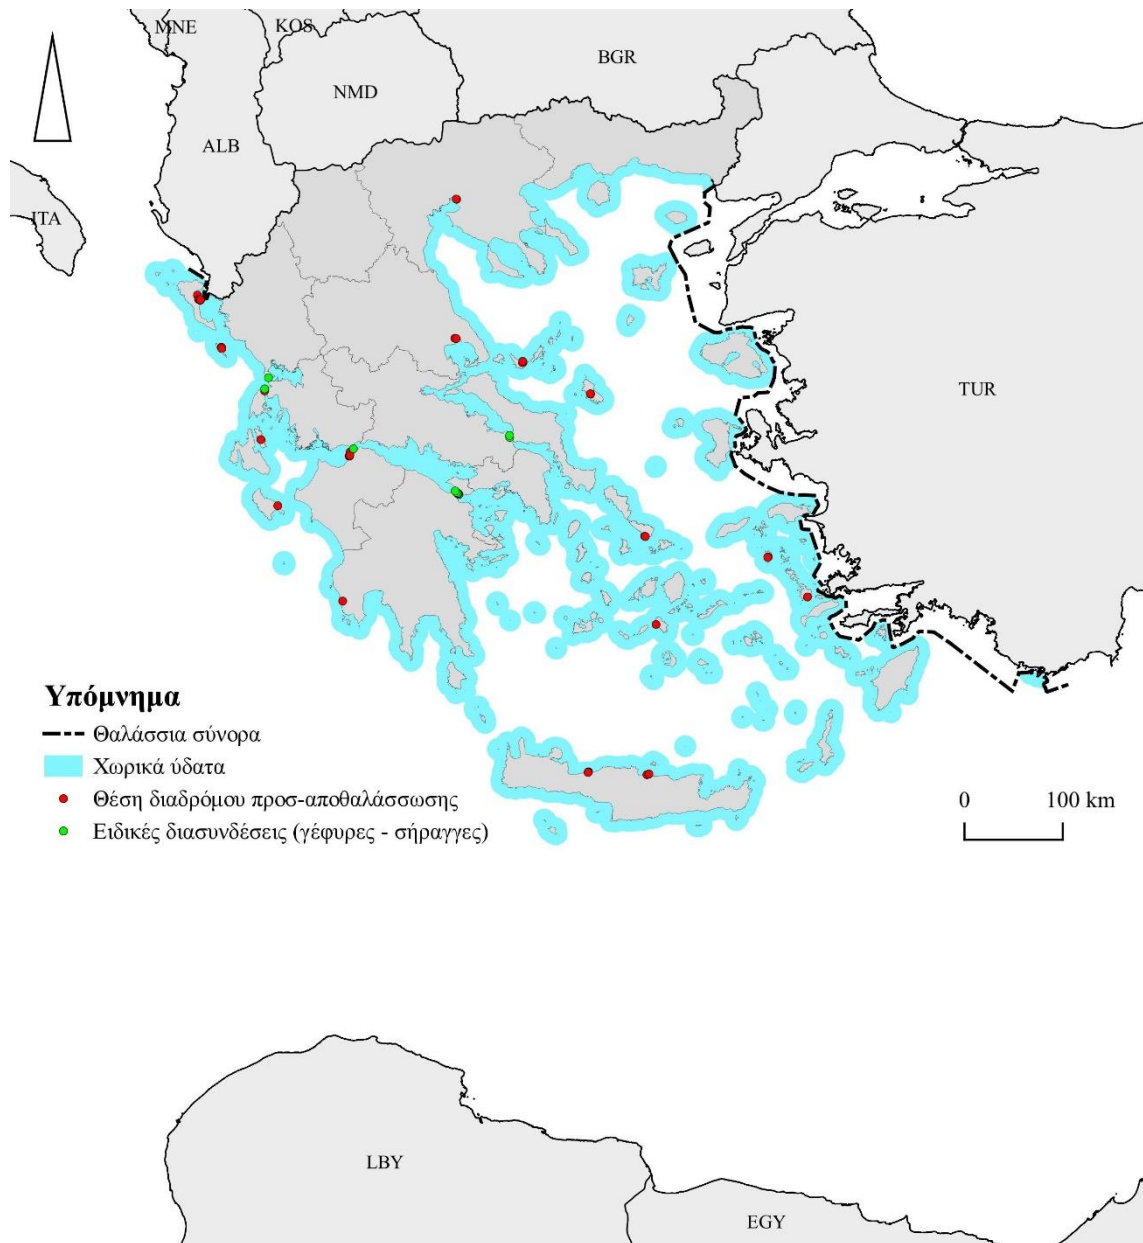 MNE
KOS
BGR
NMD
ALB
ITA
TUR
Υπόμνημα
Θαλάσσια σύνορα
Χωρικά ύδατα
Θέση διαδρόμου προσ-αποθαλάσσωσης
Ειδικές διασυνδέσεις (γέφυρες - σήραγγες)
0 100 km
LBY
EGY